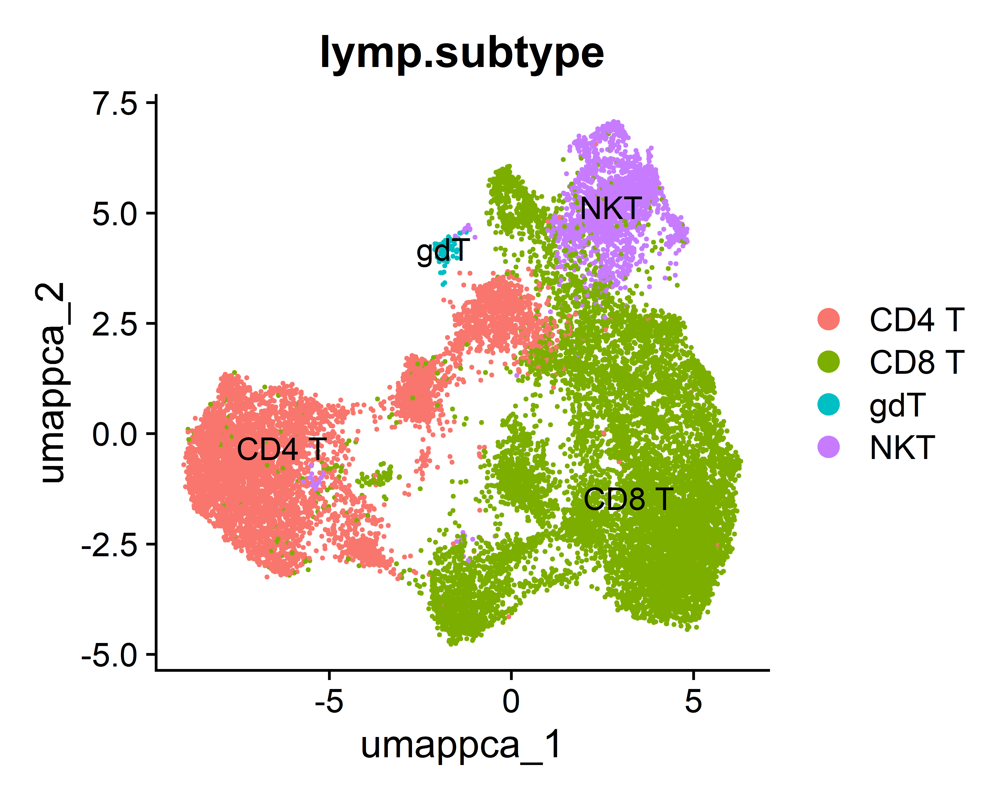 lymp.subtype
7.5
5.0
2.5
0.0
-2.5
-5.0
umappca_2
NKT
gdT
CD4 T
CD8 T
CD4 T
CD8 T
gdT
NKT
-5
0
5
umappca_1